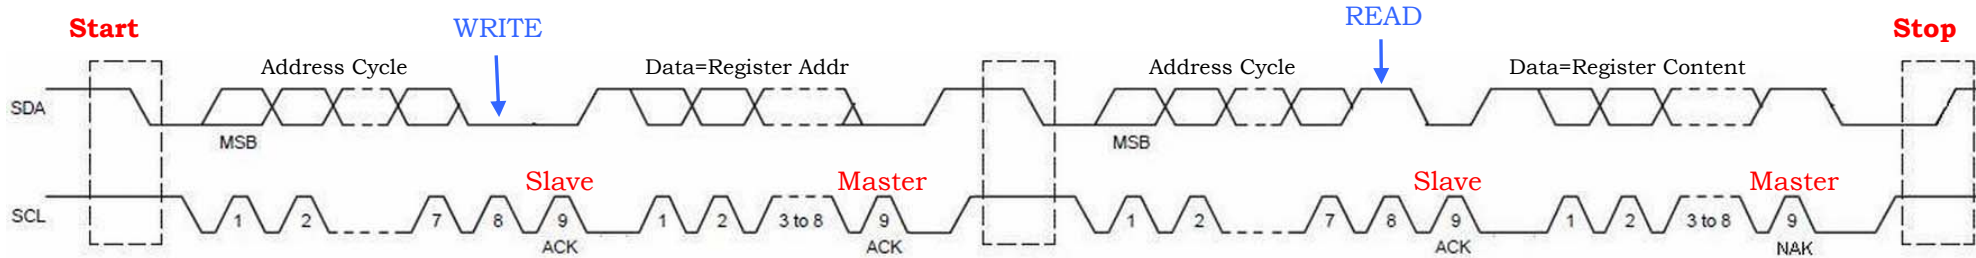 Start
WRITE
READ
Stop
Address Cycle
Data=Register Addr
Address Cycle
Data=Register Content
SDA
MSB
MSB
Slave
Master
Slave
Master
SCL
1 2 7 8 9 1 2 3 to 8 9 1 2 7 8 9 1 2 3 to 8 9
ACK
ACK
ACK
NAK